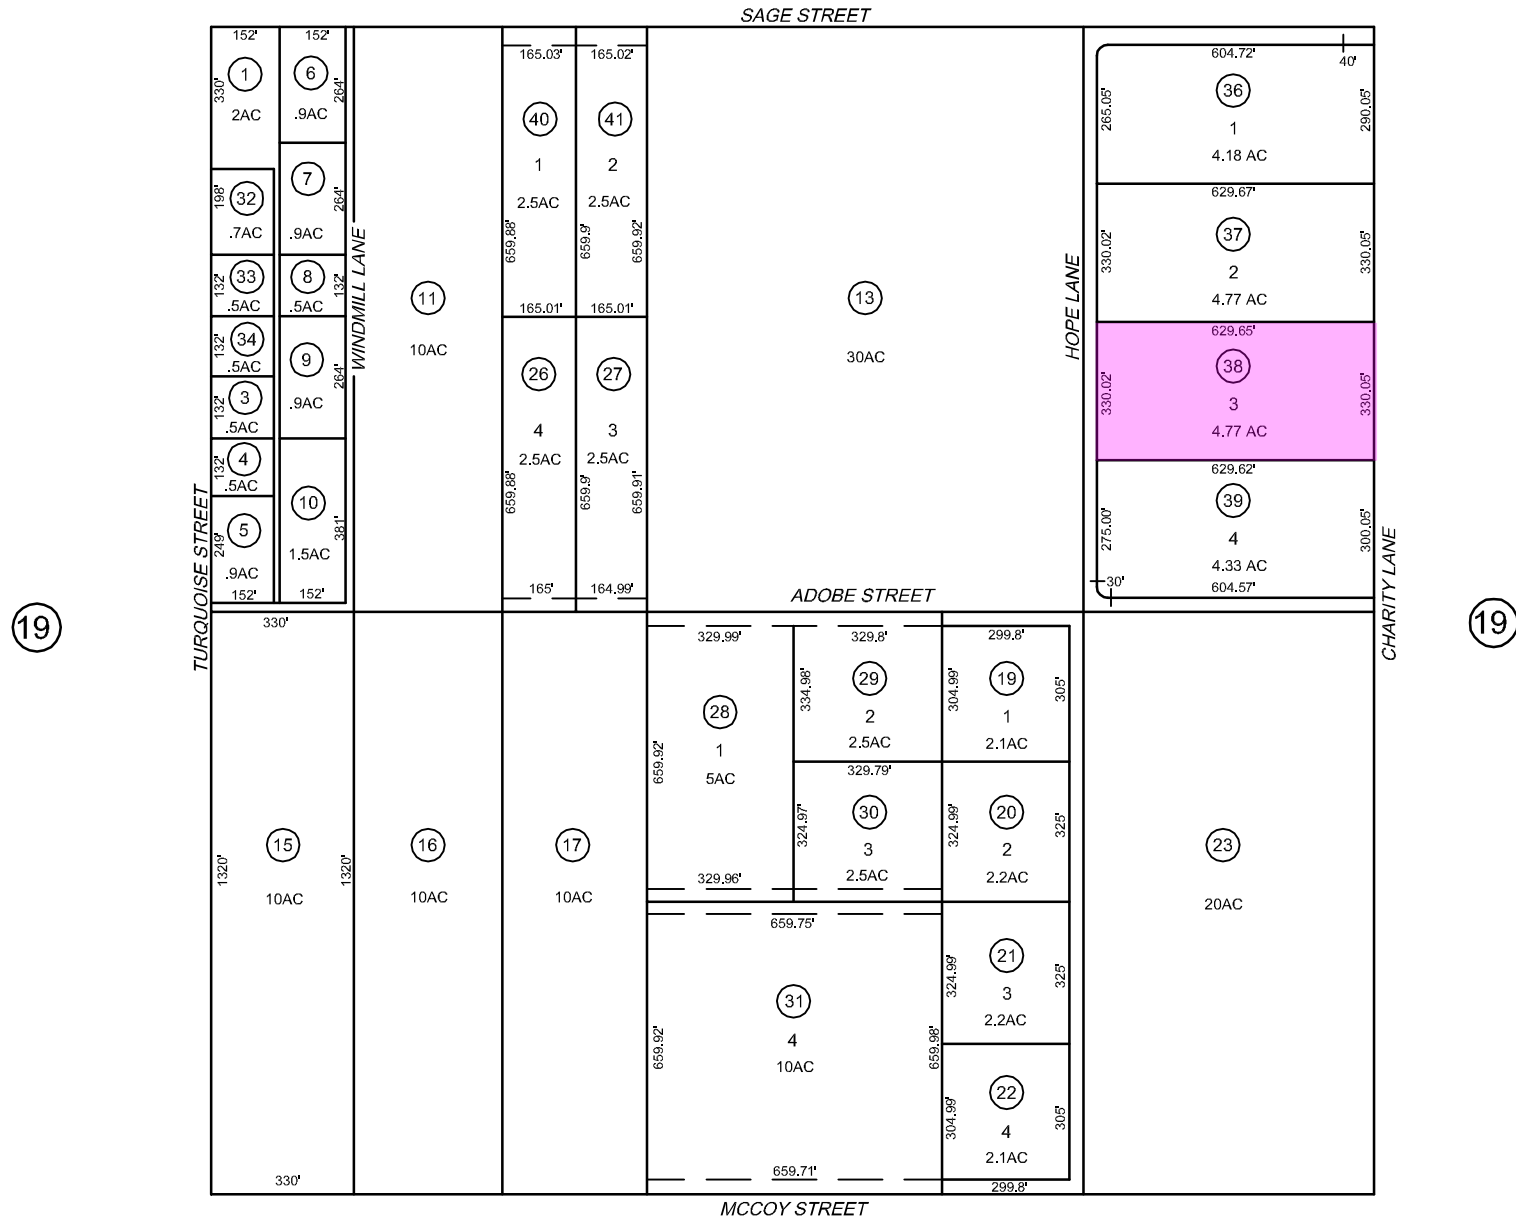 SAGE STREET
152'
330'
1
2AC
152'
6
264'
.9AC
198'
32
.7AC
7
264'
.9AC
132'
33
.5AC
8
132'
.5AC
132'
34
.5AC
9
264'
.9AC
132'
3
.5AC
132'
4
.5AC
10
381'
1.5AC
249'
5
.9AC
152'
152'
TURQUOISE STREET
WINDMILL LANE
11
10AC
165.03'
165.02'
40
1
2.5AC
659.88'
165.01'
41
2
2.5AC
659.9'
659.92'
165.01'
26
4
2.5AC
659.88'
165'
27
3
2.5AC
659.9'
659.91'
164.99'
13
30AC
HOPE LANE
604.72'
40'
265.05'
36
1
4.18 AC
290.05'
629.67'
330.02'
37
2
4.77 AC
330.05'
629.65'
330.02'
38
3
4.77 AC
330.05'
629.62'
275.00'
39
4
4.33 AC
300.05'
30'
604.57'
ADOBE STREET
CHARITY LANE
19
19
330'
1320'
15
10AC
1320'
330'
16
10AC
17
10AC
329.99'
28
1
5AC
659.92'
329.96'
329.8'
334.98'
29
2
2.5AC
329.79'
324.97'
30
3
2.5AC
299.8'
304.99'
19
1
2.1AC
305'
324.99'
20
2
2.2AC
325'
659.75'
31
4
10AC
659.92'
659.98'
659.71'
324.99'
21
3
2.2AC
325'
304.99'
22
4
2.1AC
305'
299.8'
23
20AC
MCCOY STREET